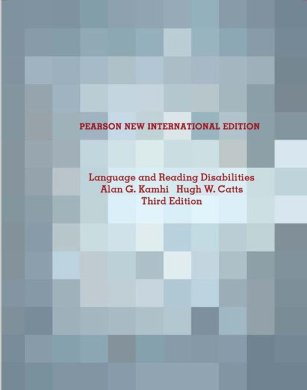 PEARSON NEW INTERNATIONAL EDITION
Language and Reading Disabilities
Alan G. Kamhi Hugh W. Catts
Third Edition